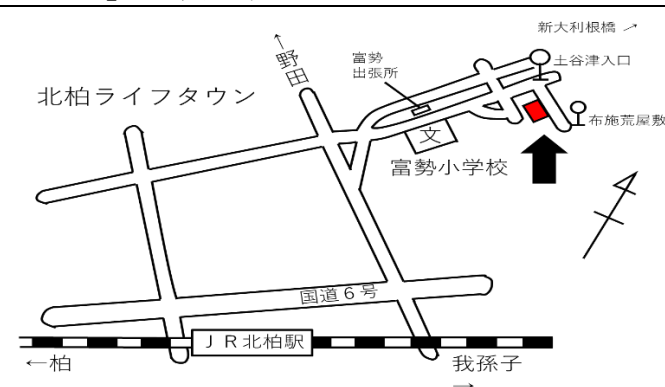 新大利根橋 →
←野田
富勢
出張所
土谷津入口
北柏ライフタウン
布施荒屋敷
文
富勢小学校
国道6号
JR北柏駅
←柏
我孫子
→